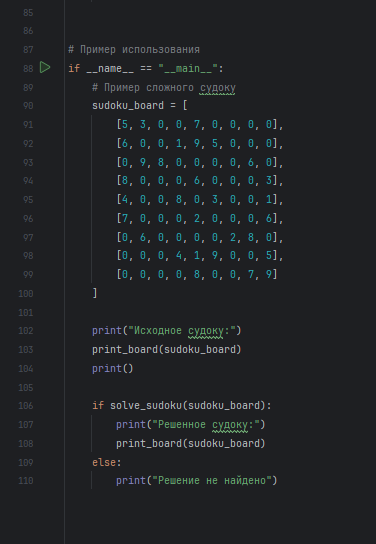 85
86
87 # Пример использования
88 if __name__ == "__main__":
89 # Пример сложного судоку
90 sudoku_board = [
91 [5, 3, 0, 0, 7, 0, 0, 0, 0],
92 [6, 0, 0, 1, 9, 5, 0, 0, 0],
93 [0, 9, 8, 0, 0, 0, 0, 6, 0],
94 [8, 0, 0, 0, 6, 0, 0, 0, 3],
95 [4, 0, 0, 8, 0, 3, 0, 0, 1],
96 [7, 0, 0, 0, 2, 0, 0, 0, 6],
97 [0, 6, 0, 0, 0, 0, 2, 8, 0],
98 [0, 0, 0, 4, 1, 9, 0, 0, 5],
99 [0, 0, 0, 0, 8, 0, 0, 7, 9]
100 ]
101
102 print("Исходное судоку:")
103 print_board(sudoku_board)
104 print()
105
106 if solve_sudoku(sudoku_board):
107 print("Решенное судоку:")
108 print_board(sudoku_board)
109 else:
110 print("Решение не найдено")